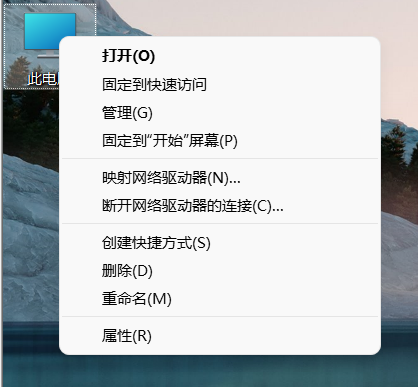 此电
打开(O)
固定到快速访问
管理(G)
固定到“开始”屏幕(P)
映射网络驱动器(N)...
断开网络驱动器的连接(C)...
创建快捷方式(S)
删除(D)
重命名(M)
属性(R)